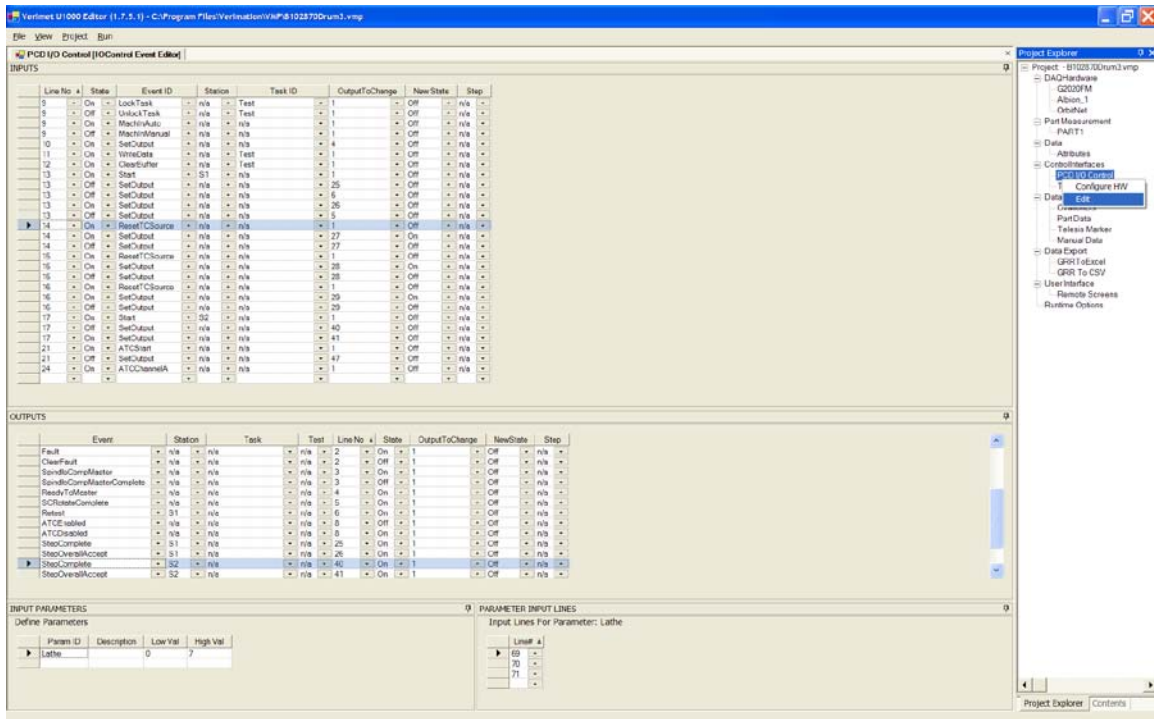 Verimet U1000 Editor (1.7.5.1) - C:\Program Files\Verimation\VMP\B102870Drum3.vmp
File View Project Run
PCD I/O Control [IOControl Event Editor]
INPUTS
Line No State Event ID Station Task ID OutputToChange NewState Step
9 On LockTask n/a Test 1 Off n/a
9 Off UnlockTask n/a Test 1 Off n/a
9 On MachInAuto n/a n/a 1 Off n/a
9 Off MachInManual n/a n/a 1 Off n/a
10 On SetOutput n/a n/a 4 Off n/a
11 On WriteData n/a Test 1 Off n/a
12 On ClearBuffer n/a Test 1 Off n/a
13 On Start S1 n/a 1 Off n/a
13 Off SetOutput n/a n/a 25 Off n/a
13 On SetOutput n/a n/a 6 Off n/a
13 Off SetOutput n/a n/a 26 Off n/a
13 Off SetOutput n/a n/a 5 Off n/a
14 On ResetTCSource n/a n/a 1 Off n/a
14 On SetOutput n/a n/a 27 On n/a
14 Off SetOutput n/a n/a 27 Off n/a
15 On ResetTCSource n/a n/a 1 Off n/a
15 On SetOutput n/a n/a 28 On n/a
15 Off SetOutput n/a n/a 28 Off n/a
16 On ResetTCSource n/a n/a 1 Off n/a
16 On SetOutput n/a n/a 29 On n/a
16 Off SetOutput n/a n/a 29 Off n/a
17 On Start S2 n/a 1 Off n/a
17 Off SetOutput n/a n/a 40 Off n/a
17 On SetOutput n/a n/a 41 Off n/a
21 On ATCStart n/a n/a 1 Off n/a
21 Off SetOutput n/a n/a 47 Off n/a
24 On ATCChannelA n/a n/a 1 Off n/a
OUTPUTS
Event Station Task Test Line No State OutputToChange NewState Step
Fault n/a n/a n/a 2 On 1 Off n/a
ClearFault n/a n/a n/a 2 Off 1 Off n/a
SpindleCompMaster n/a n/a n/a 3 On 1 Off n/a
SpindleCompMasterComplete n/a n/a n/a 3 Off 1 Off n/a
ReadyToMaster n/a n/a n/a 4 On 1 Off n/a
SCRotateComplete n/a n/a n/a 5 On 1 Off n/a
Retest S1 n/a n/a 6 On 1 Off n/a
ATCEnabled n/a n/a n/a 8 Off 1 Off n/a
ATCDisabled n/a n/a n/a 8 On 1 Off n/a
StepComplete S1 n/a n/a 25 On 1 Off n/a
StepOverallAccept S1 n/a n/a 26 On 1 Off n/a
StepComplete S2 n/a n/a 40 On 1 Off n/a
StepOverallAccept S2 n/a n/a 41 On 1 Off n/a
INPUT PARAMETERS
Define Parameters
Param ID Description Low Val High Val
Lathe 0 7
PARAMETER INPUT LINES
Input Lines For Parameter: Lathe
Line#
69
70
71
Project Explorer
Project - B102870Drum3.vmp
DAQHardware
G2020FM
Albion_1
OrbitNet
Part Measurement
PART1
Data
Attributes
ControlInterfaces
PCD I/O Control
T
Configure HW
Edit
Data
PartData
Telesis Marker
Manual Data
Data Export
GRRToExcel
GRR To CSV
User Interface
Remote Screens
Runtime Options
Project Explorer Contents